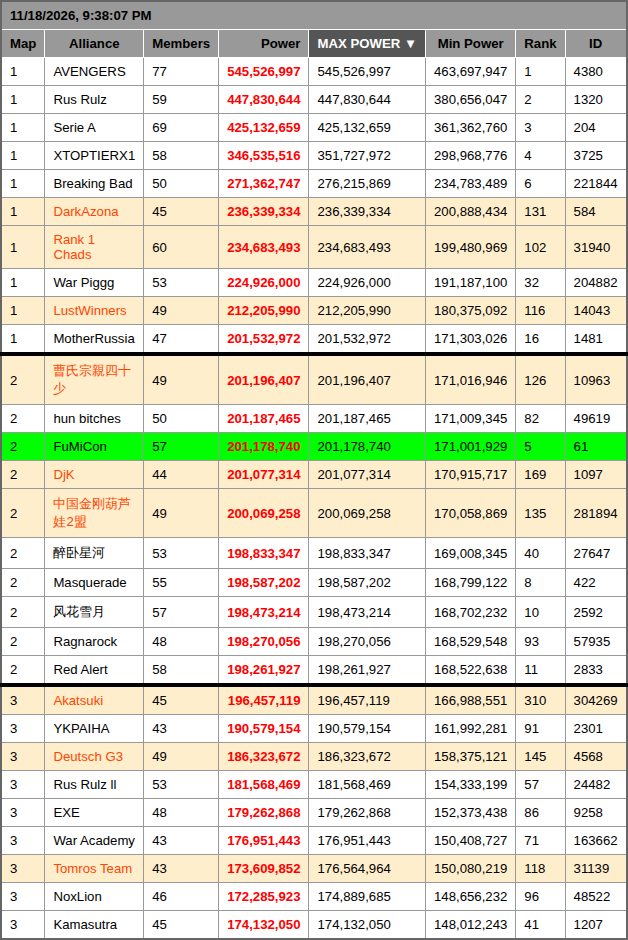 11/18/2026, 9:38:07 PM
Map Alliance Members Power MAX POWER ▼ Min Power Rank ID
1 AVENGERS 77 545,526,997 545,526,997 463,697,947 1 4380
1 Rus Rulz 59 447,830,644 447,830,644 380,656,047 2 1320
1 Serie A 69 425,132,659 425,132,659 361,362,760 3 204
1 XTOPTIERX1 58 346,535,516 351,727,972 298,968,776 4 3725
1 Breaking Bad 50 271,362,747 276,215,869 234,783,489 6 221844
1 DarkAzona 45 236,339,334 236,339,334 200,888,434 131 584
1 Rank 1
Chads 60 234,683,493 234,683,493 199,480,969 102 31940
1 War Piggg 53 224,926,000 224,926,000 191,187,100 32 204882
1 LustWinners 49 212,205,990 212,205,990 180,375,092 116 14043
1 MotherRussia 47 201,532,972 201,532,972 171,303,026 16 1481
2 曹氏宗親四十
少 49 201,196,407 201,196,407 171,016,946 126 10963
2 hun bitches 50 201,187,465 201,187,465 171,009,345 82 49619
2 FuMiCon 57 201,178,740 201,178,740 171,001,929 5 61
2 DjK 44 201,077,314 201,077,314 170,915,717 169 1097
2 中国金刚葫芦
娃2盟 49 200,069,258 200,069,258 170,058,869 135 281894
2 醉卧星河 53 198,833,347 198,833,347 169,008,345 40 27647
2 Masquerade 55 198,587,202 198,587,202 168,799,122 8 422
2 风花雪月 57 198,473,214 198,473,214 168,702,232 10 2592
2 Ragnarock 48 198,270,056 198,270,056 168,529,548 93 57935
2 Red Alert 58 198,261,927 198,261,927 168,522,638 11 2833
3 Akatsuki 45 196,457,119 196,457,119 166,988,551 310 304269
3 YKPAIHA 43 190,579,154 190,579,154 161,992,281 91 2301
3 Deutsch G3 49 186,323,672 186,323,672 158,375,121 145 4568
3 Rus Rulz ll 53 181,568,469 181,568,469 154,333,199 57 24482
3 EXE 48 179,262,868 179,262,868 152,373,438 86 9258
3 War Academy 43 176,951,443 176,951,443 150,408,727 71 163662
3 Tomros Team 43 173,609,852 176,564,964 150,080,219 118 31139
3 NoxLion 46 172,285,923 174,889,685 148,656,232 96 48522
3 Kamasutra 45 174,132,050 174,132,050 148,012,243 41 1207